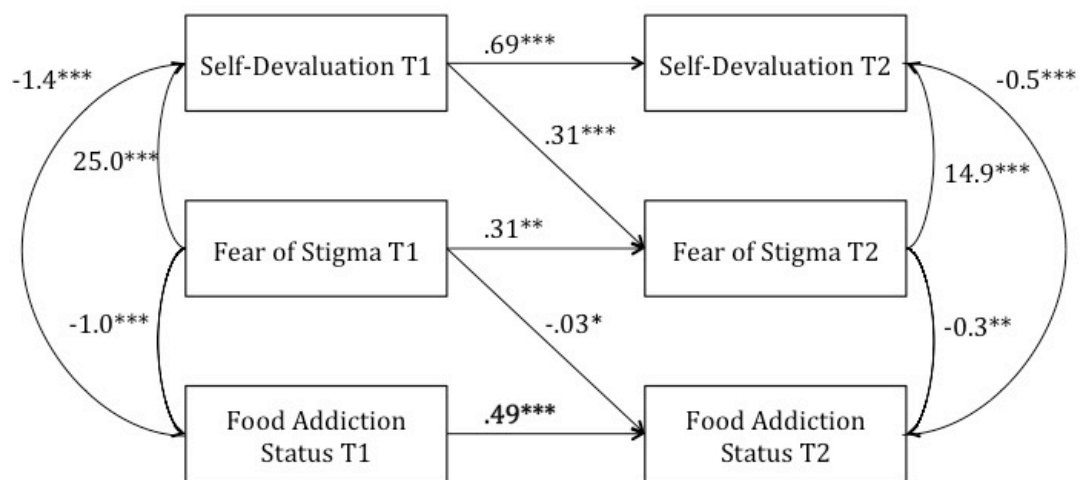 Self-Devaluation T1
.69***
Self-Devaluation T2
-1.4***
-0.5***
.31***
25.0***
14.9***
Fear of Stigma T1
.31**
Fear of Stigma T2
-1.0***
-.03*
-0.3**
Food Addiction
Status T1
.49***
Food Addiction
Status T2